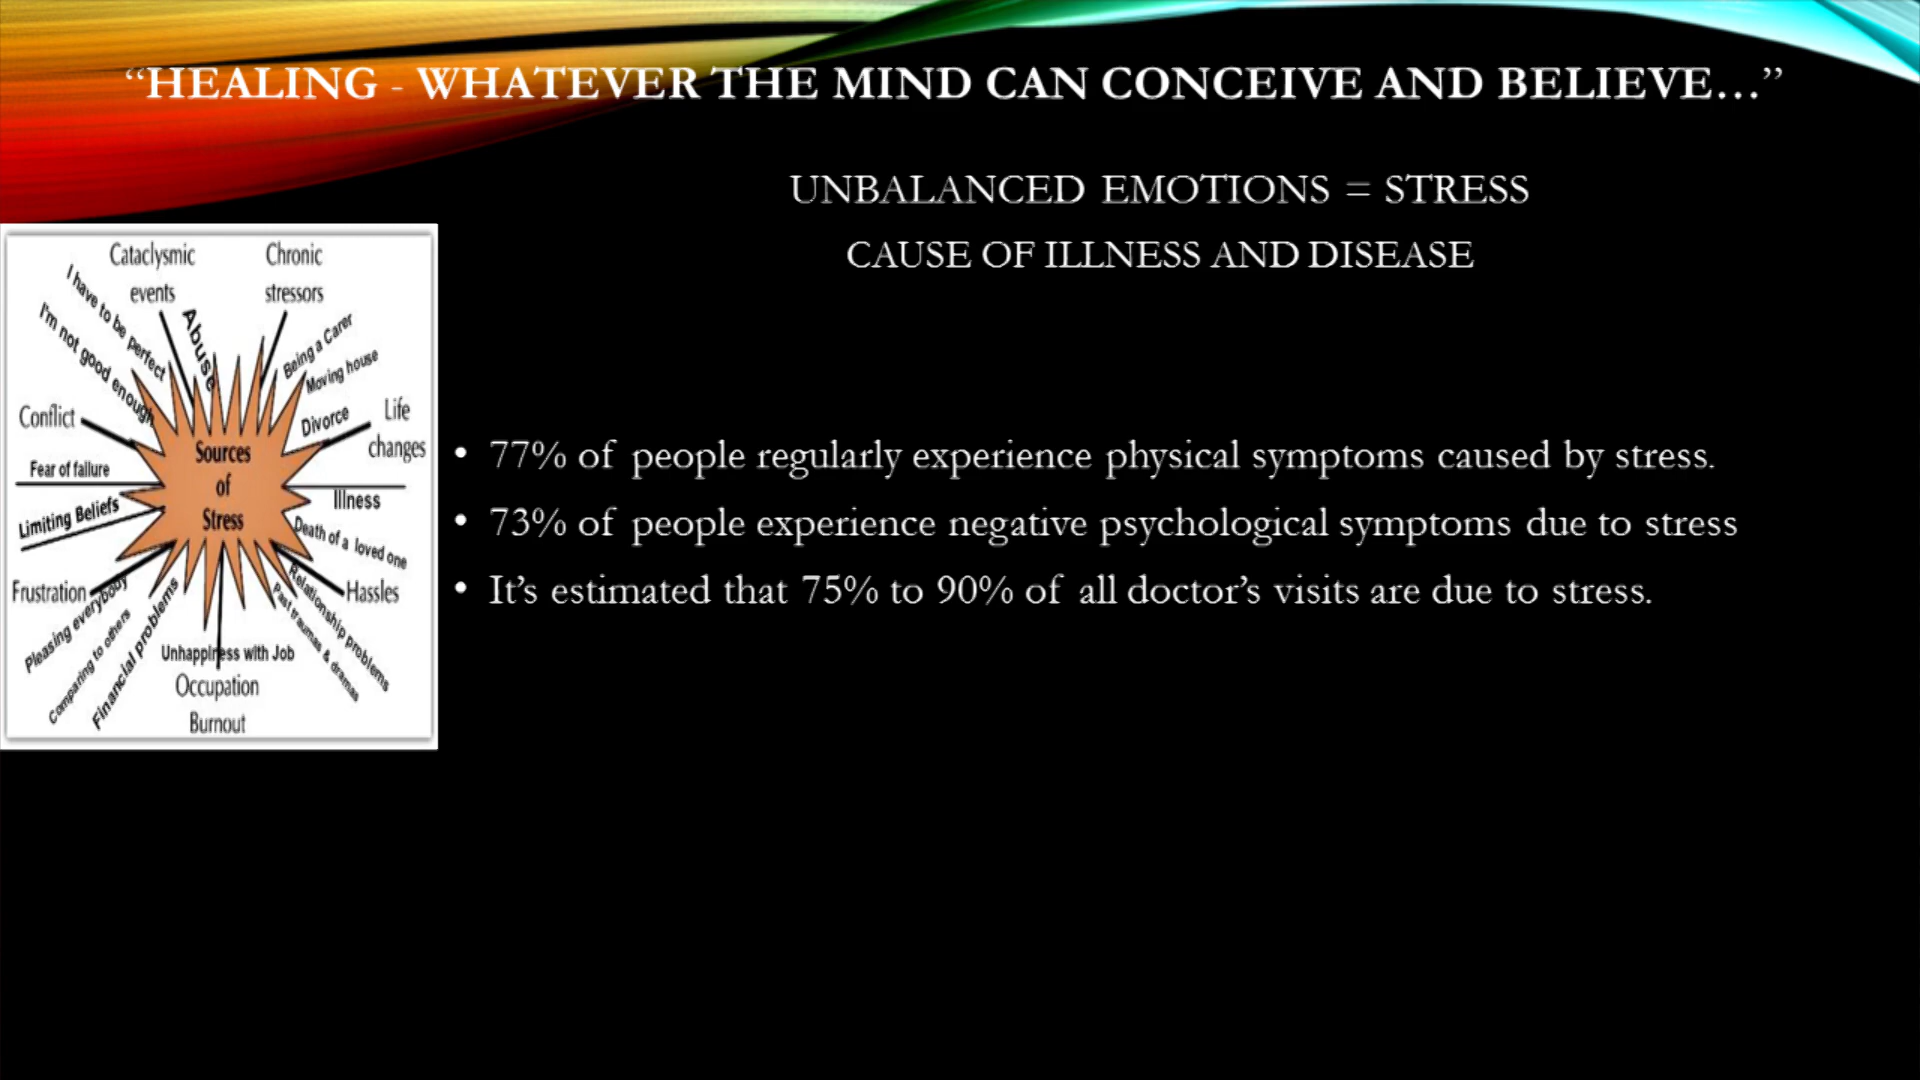 “HEALING - WHATEVER THE MIND CAN CONCEIVE AND BELIEVE…”
UNBALANCED EMOTIONS = STRESS
CAUSE OF ILLNESS AND DISEASE
• 77% of people regularly experience physical symptoms caused by stress.
• 73% of people experience negative psychological symptoms due to stress
• It’s estimated that 75% to 90% of all doctor’s visits are due to stress.
Cataclysmic
events
Chronic
stressors
I have to be perfect
I'm not good enough
Abuse
Being a Carer
Moving house
Divorce
Life
changes
Conflict
Fear of failure
Limiting Beliefs
Sources
of
Stress
Illness
Death of a loved one
Frustration
Hassles
Pleasing everybody
Comparing to others
Financial problems
Relationship problems
Past traumas & dramas
Unhappiness with Job
Occupation
Burnout